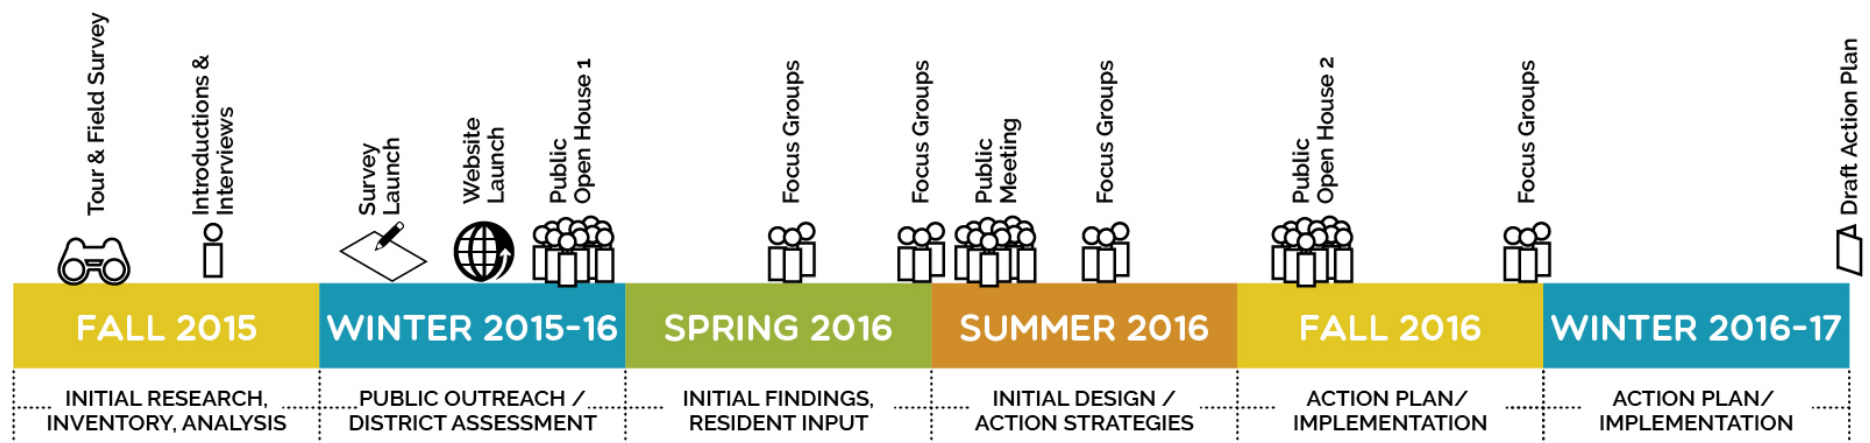 Tour & Field Survey
Introductions &
Interviews
Survey
Launch
Website
Launch
Public
Open House 1
Focus Groups
Focus Groups
Public
Meeting
Focus Groups
Public
Open House 2
Focus Groups
Draft Action Plan
FALL 2015
WINTER 2015-16
SPRING 2016
SUMMER 2016
FALL 2016
WINTER 2016-17
INITIAL RESEARCH,
INVENTORY, ANALYSIS
PUBLIC OUTREACH /
DISTRICT ASSESSMENT
INITIAL FINDINGS,
RESIDENT INPUT
INITIAL DESIGN /
ACTION STRATEGIES
ACTION PLAN/
IMPLEMENTATION
ACTION PLAN/
IMPLEMENTATION